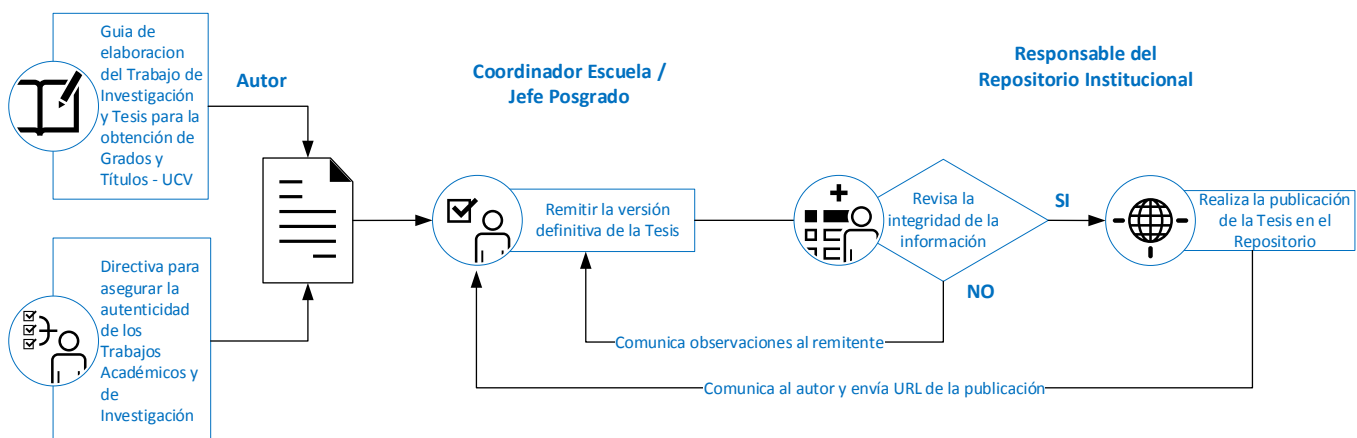 Guia de
elaboracion
del Trabajo de
Investigación
y Tesis para la
obtención de
Grados y
Títulos - UCV
Autor
Directiva para
asegurar la
autenticidad
de los
Trabajos
Académicos y
de
Investigación
Coordinador Escuela /
Jefe Posgrado
Remitir la versión
definitiva de la Tesis
Responsable del
Repositorio Institucional
Revisa la
integridad de la
información
SI
NO
Realiza la publicación
de la Tesis en el
Repositorio
Comunica observaciones al remitente
Comunica al autor y envía URL de la publicación